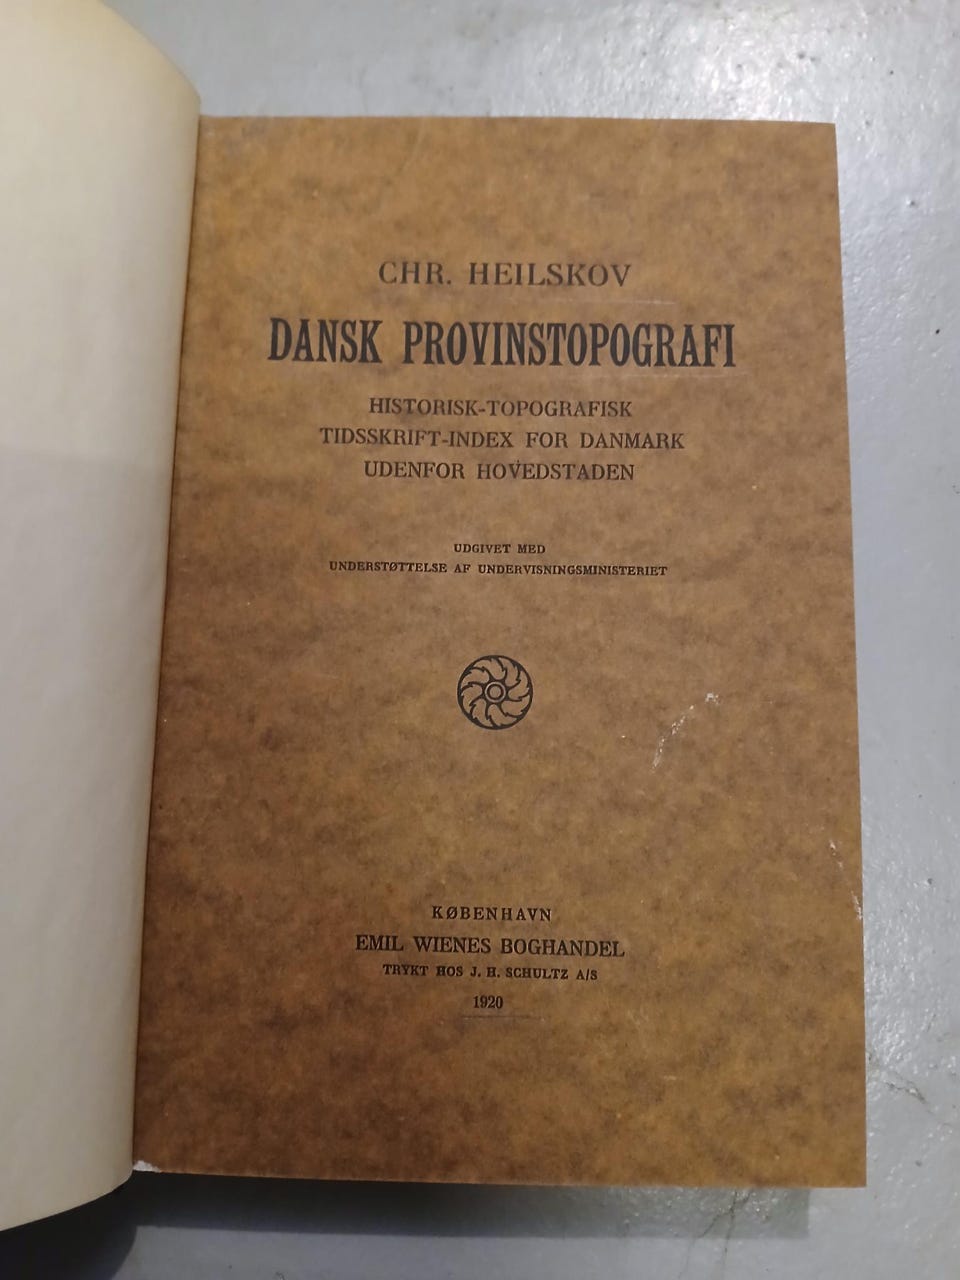 CHR. HEILSKOV
DANSK PROVINSTOPOGRAFI
HISTORISK-TOPOGRAFISK
TIDSSKRIFT-INDEX FOR DANMARK
UDENFOR HOVEDSTADEN
UDGIVET MED
UNDERSTØTTELSE AF UNDERVISNINGSMINISTERIET
KØBENHAVN
EMIL WIENES BOGHANDEL
TRYKT HOS J. H. SCHULTZ A/S
1920